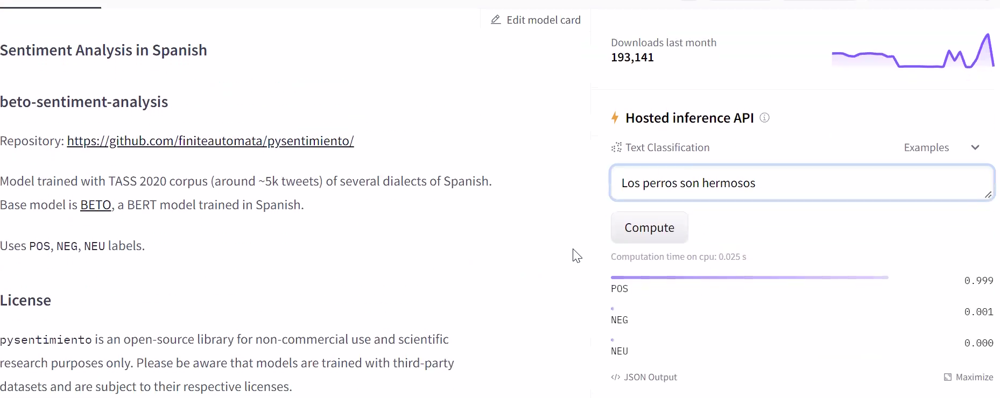 Edit model card
Sentiment Analysis in Spanish
beto-sentiment-analysis
Repository: https://github.com/finiteautomata/pysentimiento/
Model trained with TASS 2020 corpus (around ~5k tweets) of several dialects of Spanish.
Base model is BETO, a BERT model trained in Spanish.
Uses POS, NEG, NEU labels.
License
pysentimiento is an open-source library for non-commercial use and scientific
research purposes only. Please be aware that models are trained with third-party
datasets and are subject to their respective licenses.
Downloads last month
193,141
Hosted inference API
Text Classification
Examples
Los perros son hermosos
Compute
Computation time on cpu: 0.025 s
POS 0.999
NEG 0.001
NEU 0.000
</> JSON Output
Maximize